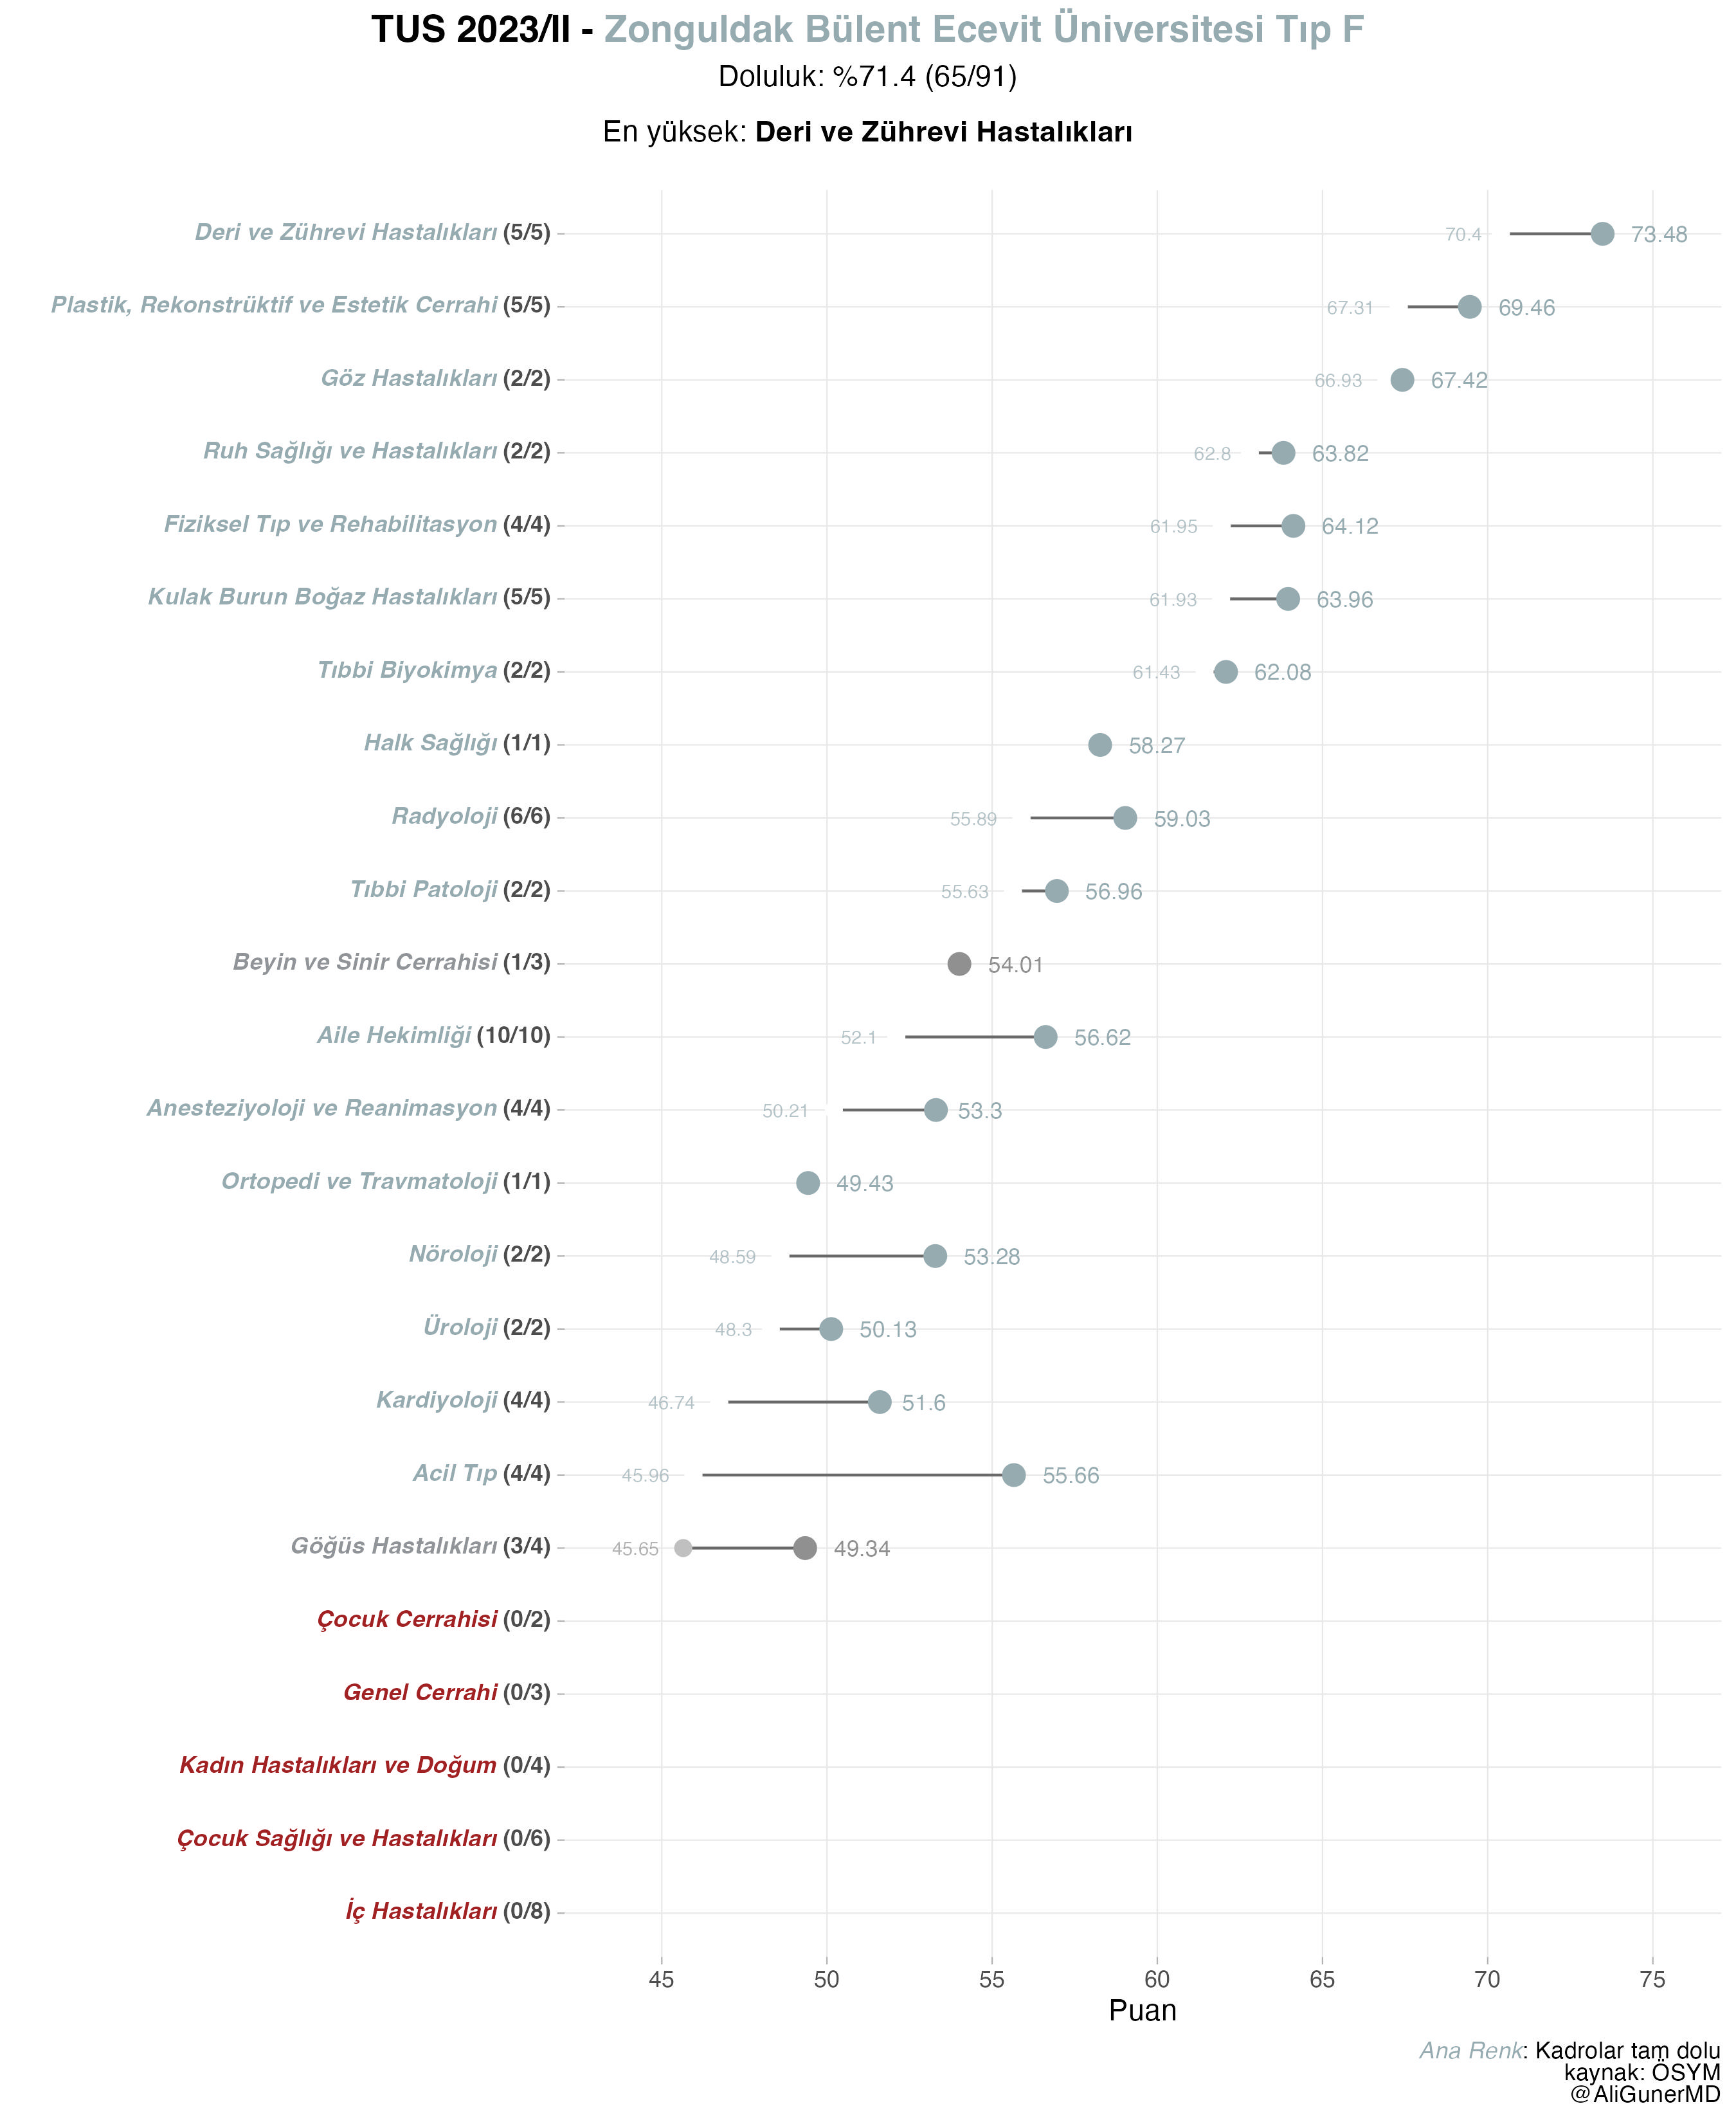 TUS 2023/II - Zonguldak Bülent Ecevit Üniversitesi Tıp F
Doluluk: %71.4 (65/91)
En yüksek: Deri ve Zührevi Hastalıkları
Deri ve Zührevi Hastalıkları (5/5) 70.4 73.48
Plastik, Rekonstrüktif ve Estetik Cerrahi (5/5) 67.31 69.46
Göz Hastalıkları (2/2) 66.93 67.42
Ruh Sağlığı ve Hastalıkları (2/2) 62.8 63.82
Fiziksel Tıp ve Rehabilitasyon (4/4) 61.95 64.12
Kulak Burun Boğaz Hastalıkları (5/5) 61.93 63.96
Tıbbi Biyokimya (2/2) 61.43 62.08
Halk Sağlığı (1/1) 58.27
Radyoloji (6/6) 55.89 59.03
Tıbbi Patoloji (2/2) 55.63 56.96
Beyin ve Sinir Cerrahisi (1/3) 54.01
Aile Hekimliği (10/10) 52.1 56.62
Anesteziyoloji ve Reanimasyon (4/4) 50.21 53.3
Ortopedi ve Travmatoloji (1/1) 49.43
Nöroloji (2/2) 48.59 53.28
Üroloji (2/2) 48.3 50.13
Kardiyoloji (4/4) 46.74 51.6
Acil Tıp (4/4) 45.96 55.66
Göğüs Hastalıkları (3/4) 45.65 49.34
Çocuk Cerrahisi (0/2)
Genel Cerrahi (0/3)
Kadın Hastalıkları ve Doğum (0/4)
Çocuk Sağlığı ve Hastalıkları (0/6)
İç Hastalıkları (0/8)
45 50 55 60 65 70 75
Puan
Ana Renk: Kadrolar tam dolu
kaynak: ÖSYM
@AliGunerMD